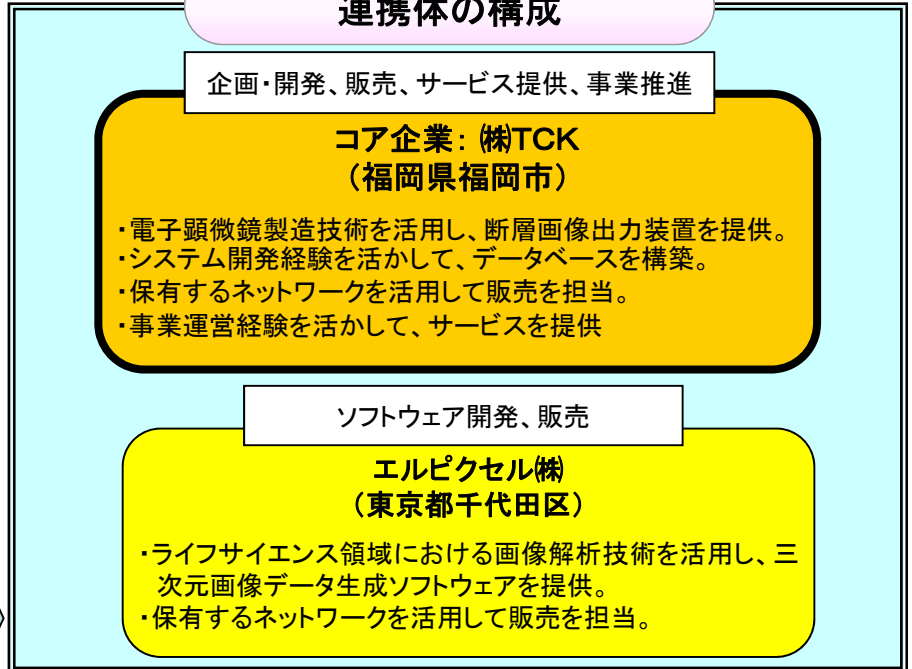 連携体の構成
企画・開発、販売、サービス提供、事業推進
コア企業：㈱TCK
（福岡県福岡市）
・電子顕微鏡製造技術を活用し、断層画像出力装置を提供。
・システム開発経験を活かして、データベースを構築。
・保有するネットワークを活用して販売を担当。
・事業運営経験を活かして、サービスを提供
ソフトウェア開発、販売
エルピクセル㈱
（東京都千代田区）
・ライフサイエンス領域における画像解析技術を活用し、三
次元画像データ生成ソフトウェアを提供。
・保有するネットワークを活用して販売を担当。